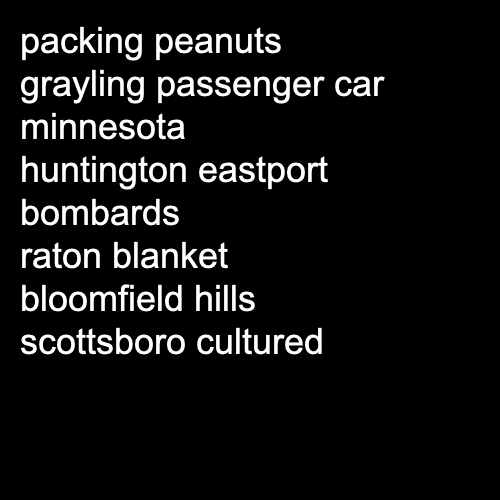 packing peanuts
grayling passenger car
minnesota
huntington eastport
bombards
raton blanket
bloomfield hills
scottsboro cultured